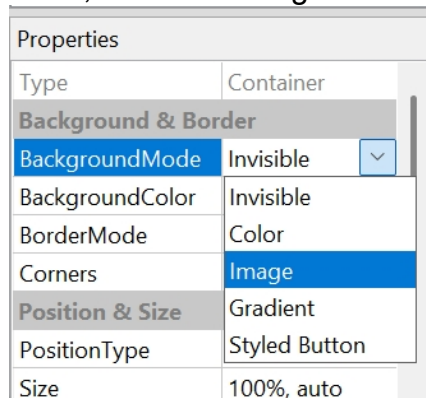 Properties
Type Container
Background & Border
BackgroundMode Invisible
BackgroundColor Invisible
BorderMode Color
Corners Image
Position & Size Gradient
PositionType Styled Button
Size 100%, auto